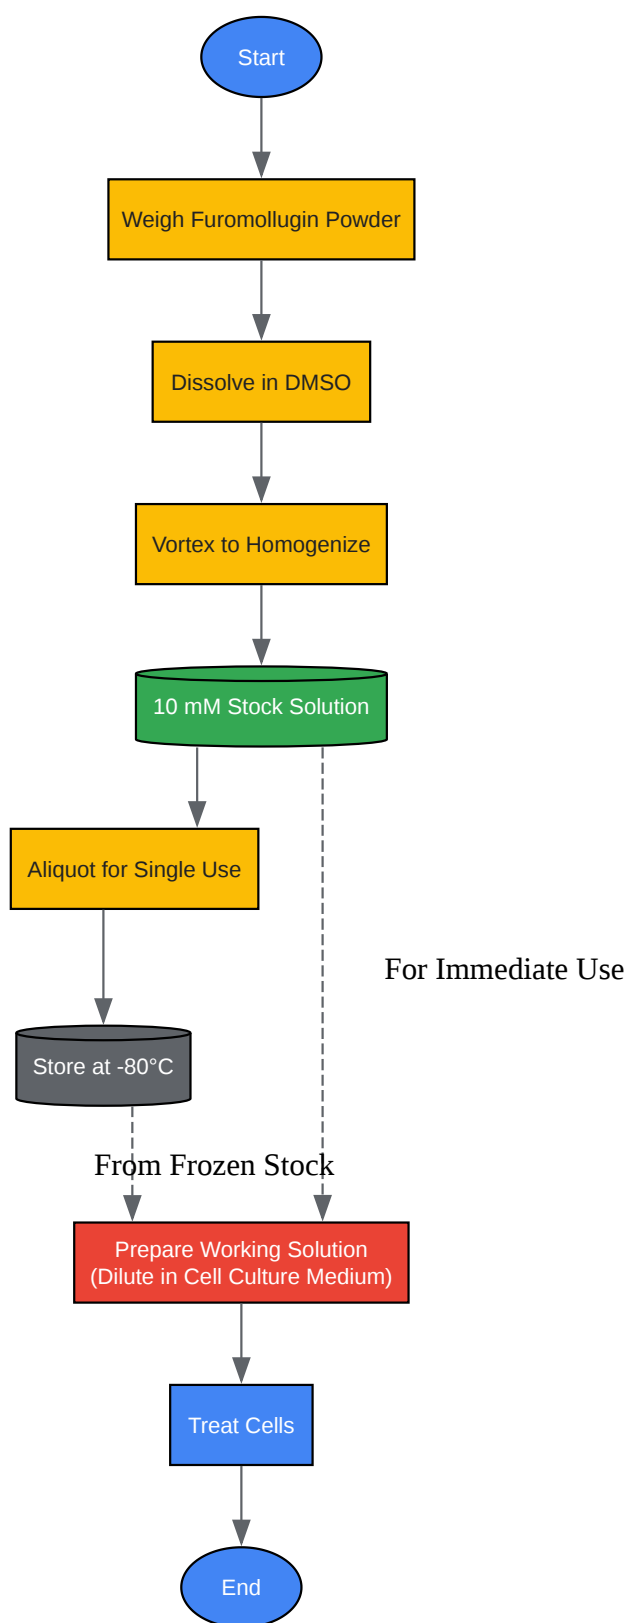 Start
Weigh Furomollugin Powder
Dissolve in DMSO
Vortex to Homogenize
10 mM Stock Solution
Aliquot for Single Use
For Immediate Use
Store at -80°C
From Frozen Stock
Prepare Working Solution
(Dilute in Cell Culture Medium)
Treat Cells
End